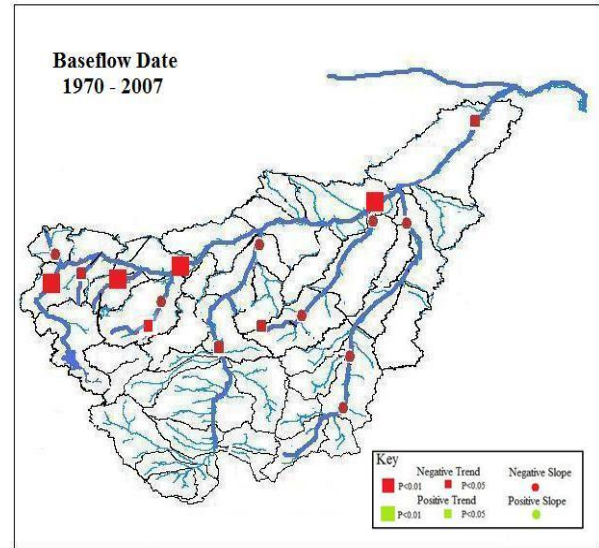 Baseflow Date
1970 - 2007
Key
Negative Trend Negative Slope
P<0.01 P<0.05
Positive Trend Positive Slope
P<0.01 P<0.05